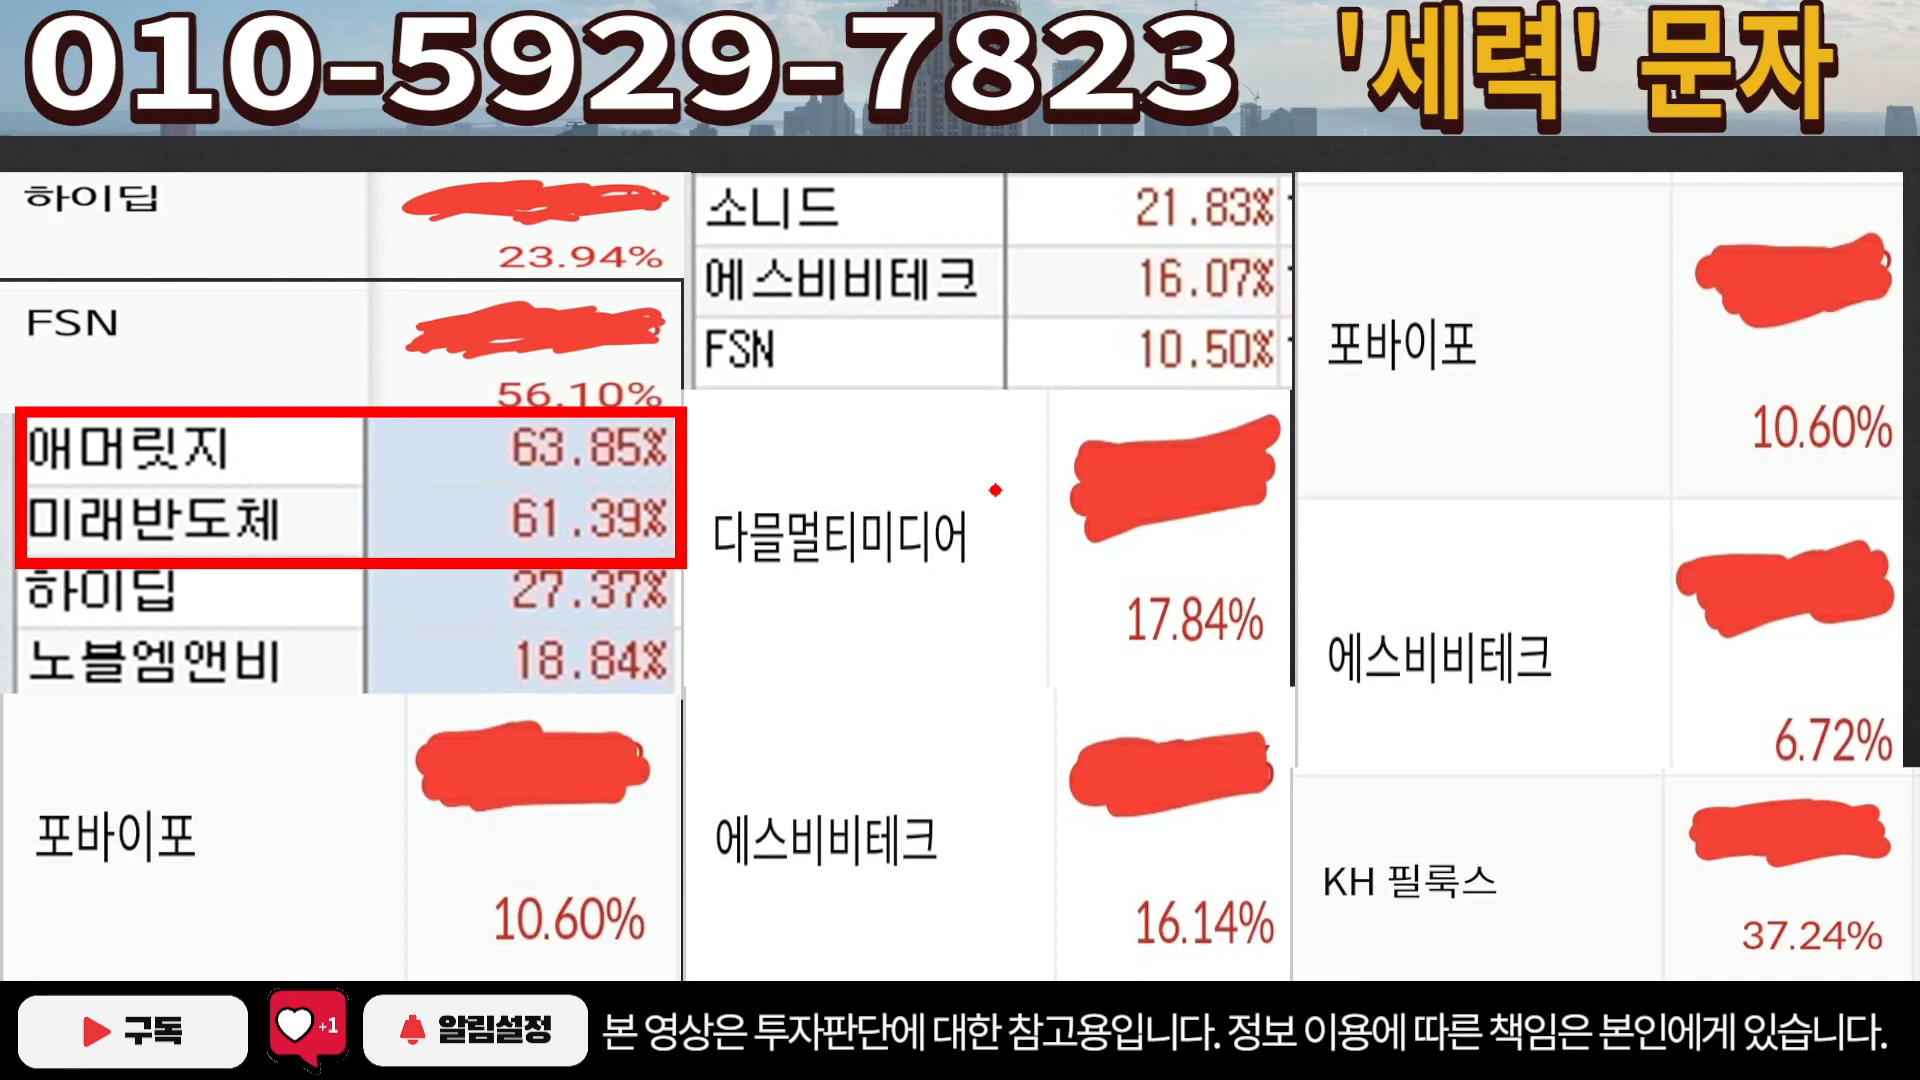 010-5929-7823 '세력' 문자
하이딥
23.94%
FSN
56.10%
애머릿지 63.85%
미래반도체 61.39%
하이딥 27.37%
노블엠앤비 18.84%
포바이포
10.60%
소니드 21.83%
에스비비테크 16.07%
FSN 10.50%
다믈멀티미디어
17.84%
에스비비테크
16.14%
포바이포
10.60%
에스비비테크
6.72%
KH 필룩스
37.24%
구독 +1 알림설정 본 영상은 투자판단에 대한 참고용입니다. 정보 이용에 따른 책임은 본인에게 있습니다.